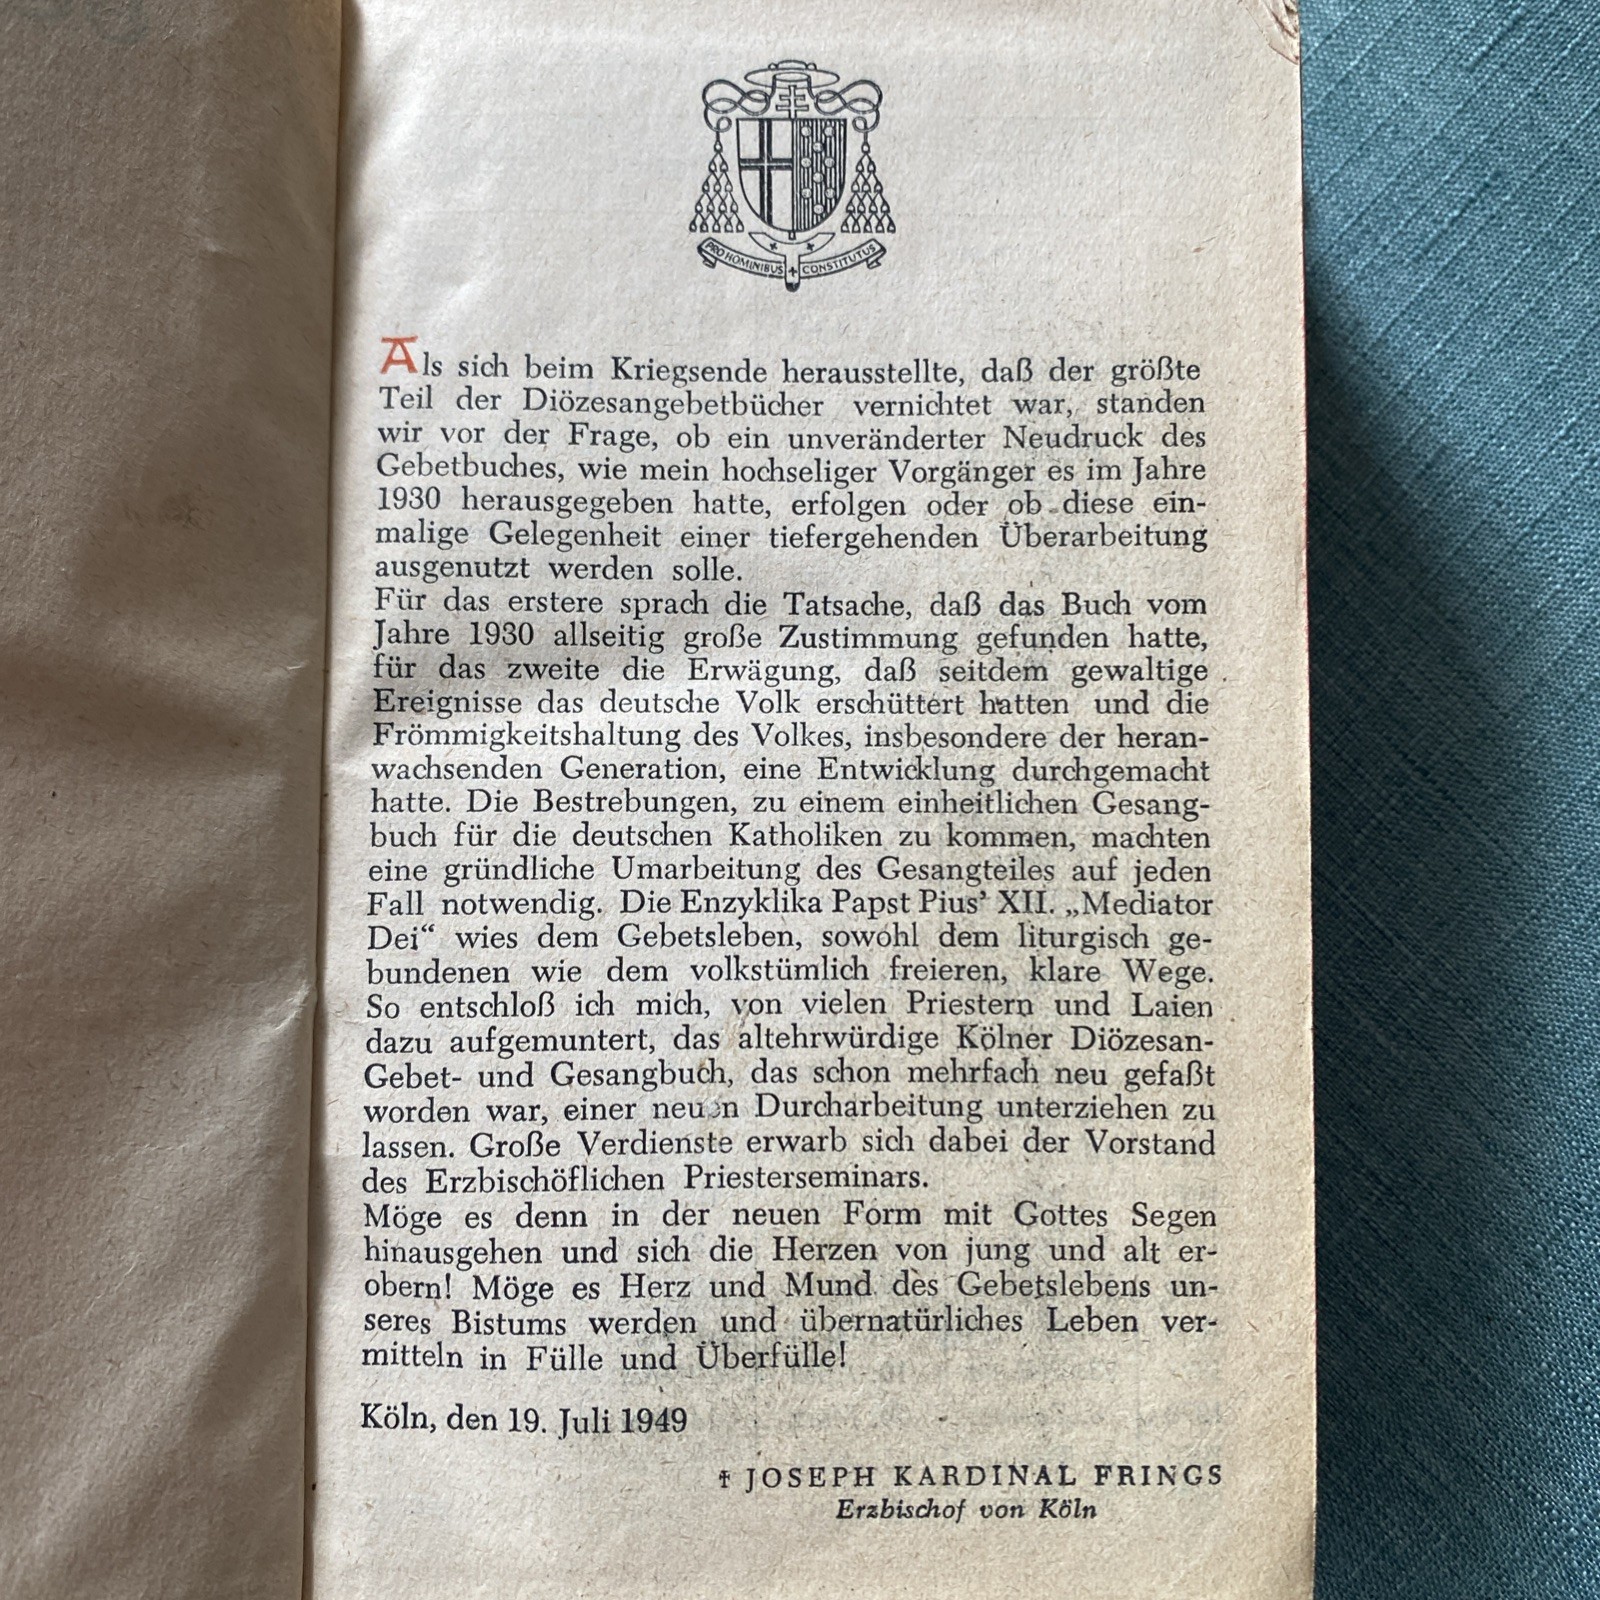 PRO HOMINIBUS CONSTITUTUS
Als sich beim Kriegsende herausstellte, daß der größte
Teil der Diözesangebetbücher vernichtet war, standen
wir vor der Frage, ob ein unveränderter Neudruck des
Gebetbuches, wie mein hochseliger Vorgänger es im Jahre
1930 herausgegeben hatte, erfolgen oder ob diese ein-
malige Gelegenheit einer tiefergehenden Überarbeitung
ausgenutzt werden solle.
Für das erstere sprach die Tatsache, daß das Buch vom
Jahre 1930 allseitig große Zustimmung gefunden hatte,
für das zweite die Erwägung, daß seitdem gewaltige
Ereignisse das deutsche Volk erschüttert hatten und die
Frömmigkeitshaltung des Volkes, insbesondere der heran-
wachsenden Generation, eine Entwicklung durchgemacht
hatte. Die Bestrebungen, zu einem einheitlichen Gesang-
buch für die deutschen Katholiken zu kommen, machten
eine gründliche Umarbeitung des Gesangteiles auf jeden
Fall notwendig. Die Enzyklika Papst Pius’ XII. „Mediator
Dei“ wies dem Gebetsleben, sowohl dem liturgisch ge-
bundenen wie dem volkstümlich freieren, klare Wege.
So entschloß ich mich, von vielen Priestern und Laien
dazu aufgemuntert, das altehrwürdige Kölner Diözesan-
Gebet- und Gesangbuch, das schon mehrfach neu gefaßt
worden war, einer neuen Durcharbeitung unterziehen zu
lassen. Große Verdienste erwarb sich dabei der Vorstand
des Erzbischöflichen Priesterseminars.
Möge es denn in der neuen Form mit Gottes Segen
hinausgehen und sich die Herzen von jung und alt er-
obern! Möge es Herz und Mund des Gebetslebens un-
seres Bistums werden und übernatürliches Leben ver-
mitteln in Fülle und Überfülle!
Köln, den 19. Juli 1949
✝ JOSEPH KARDINAL FRINGS
Erzbischof von Köln